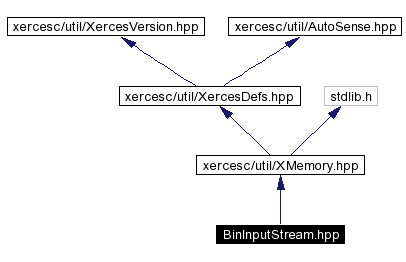 xercesc/util/XercesVersion.hpp
xercesc/util/AutoSense.hpp
xercesc/util/XercesDefs.hpp
stdlib.h
xercesc/util/XMemory.hpp
BinInputStream.hpp